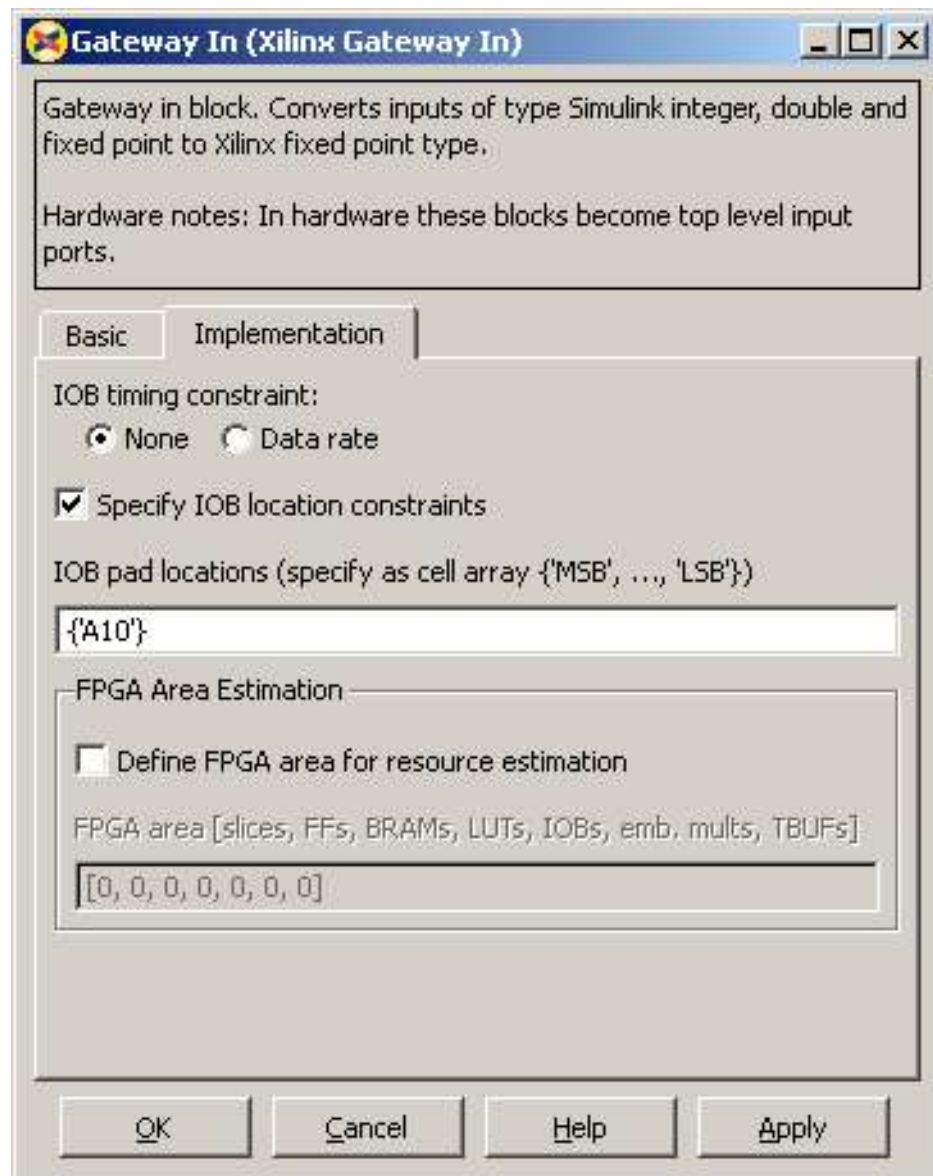 Gateway In (Xilinx Gateway In)
Gateway in block. Converts inputs of type Simulink integer, double and
fixed point to Xilinx fixed point type.
Hardware notes: In hardware these blocks become top level input
ports.
Basic Implementation
IOB timing constraint:
None Data rate
Specify IOB location constraints
IOB pad locations (specify as cell array {'MSB', ..., 'LSB'})
{'A10'}
FPGA Area Estimation
Define FPGA area for resource estimation
FPGA area [slices, FFs, BRAMs, LUTs, IOBs, emb. mults, TBUFs]
[0, 0, 0, 0, 0, 0, 0]
OK Cancel Help Apply